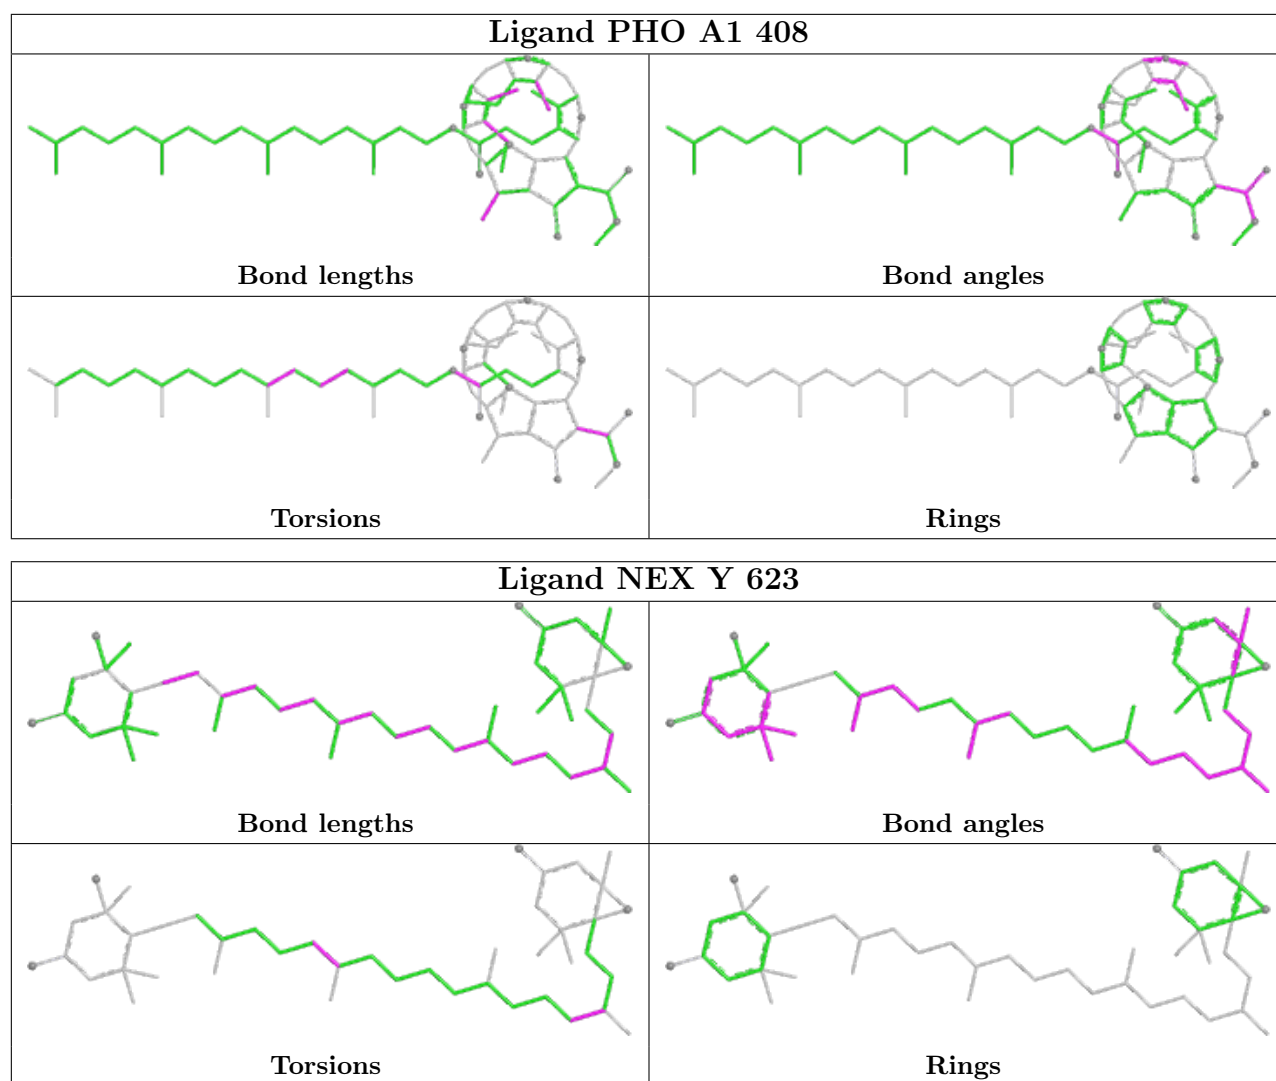 Ligand PHO A1 408
Bond lengths
Bond angles
Torsions
Rings
Ligand NEX Y 623
Bond lengths
Bond angles
Torsions
Rings